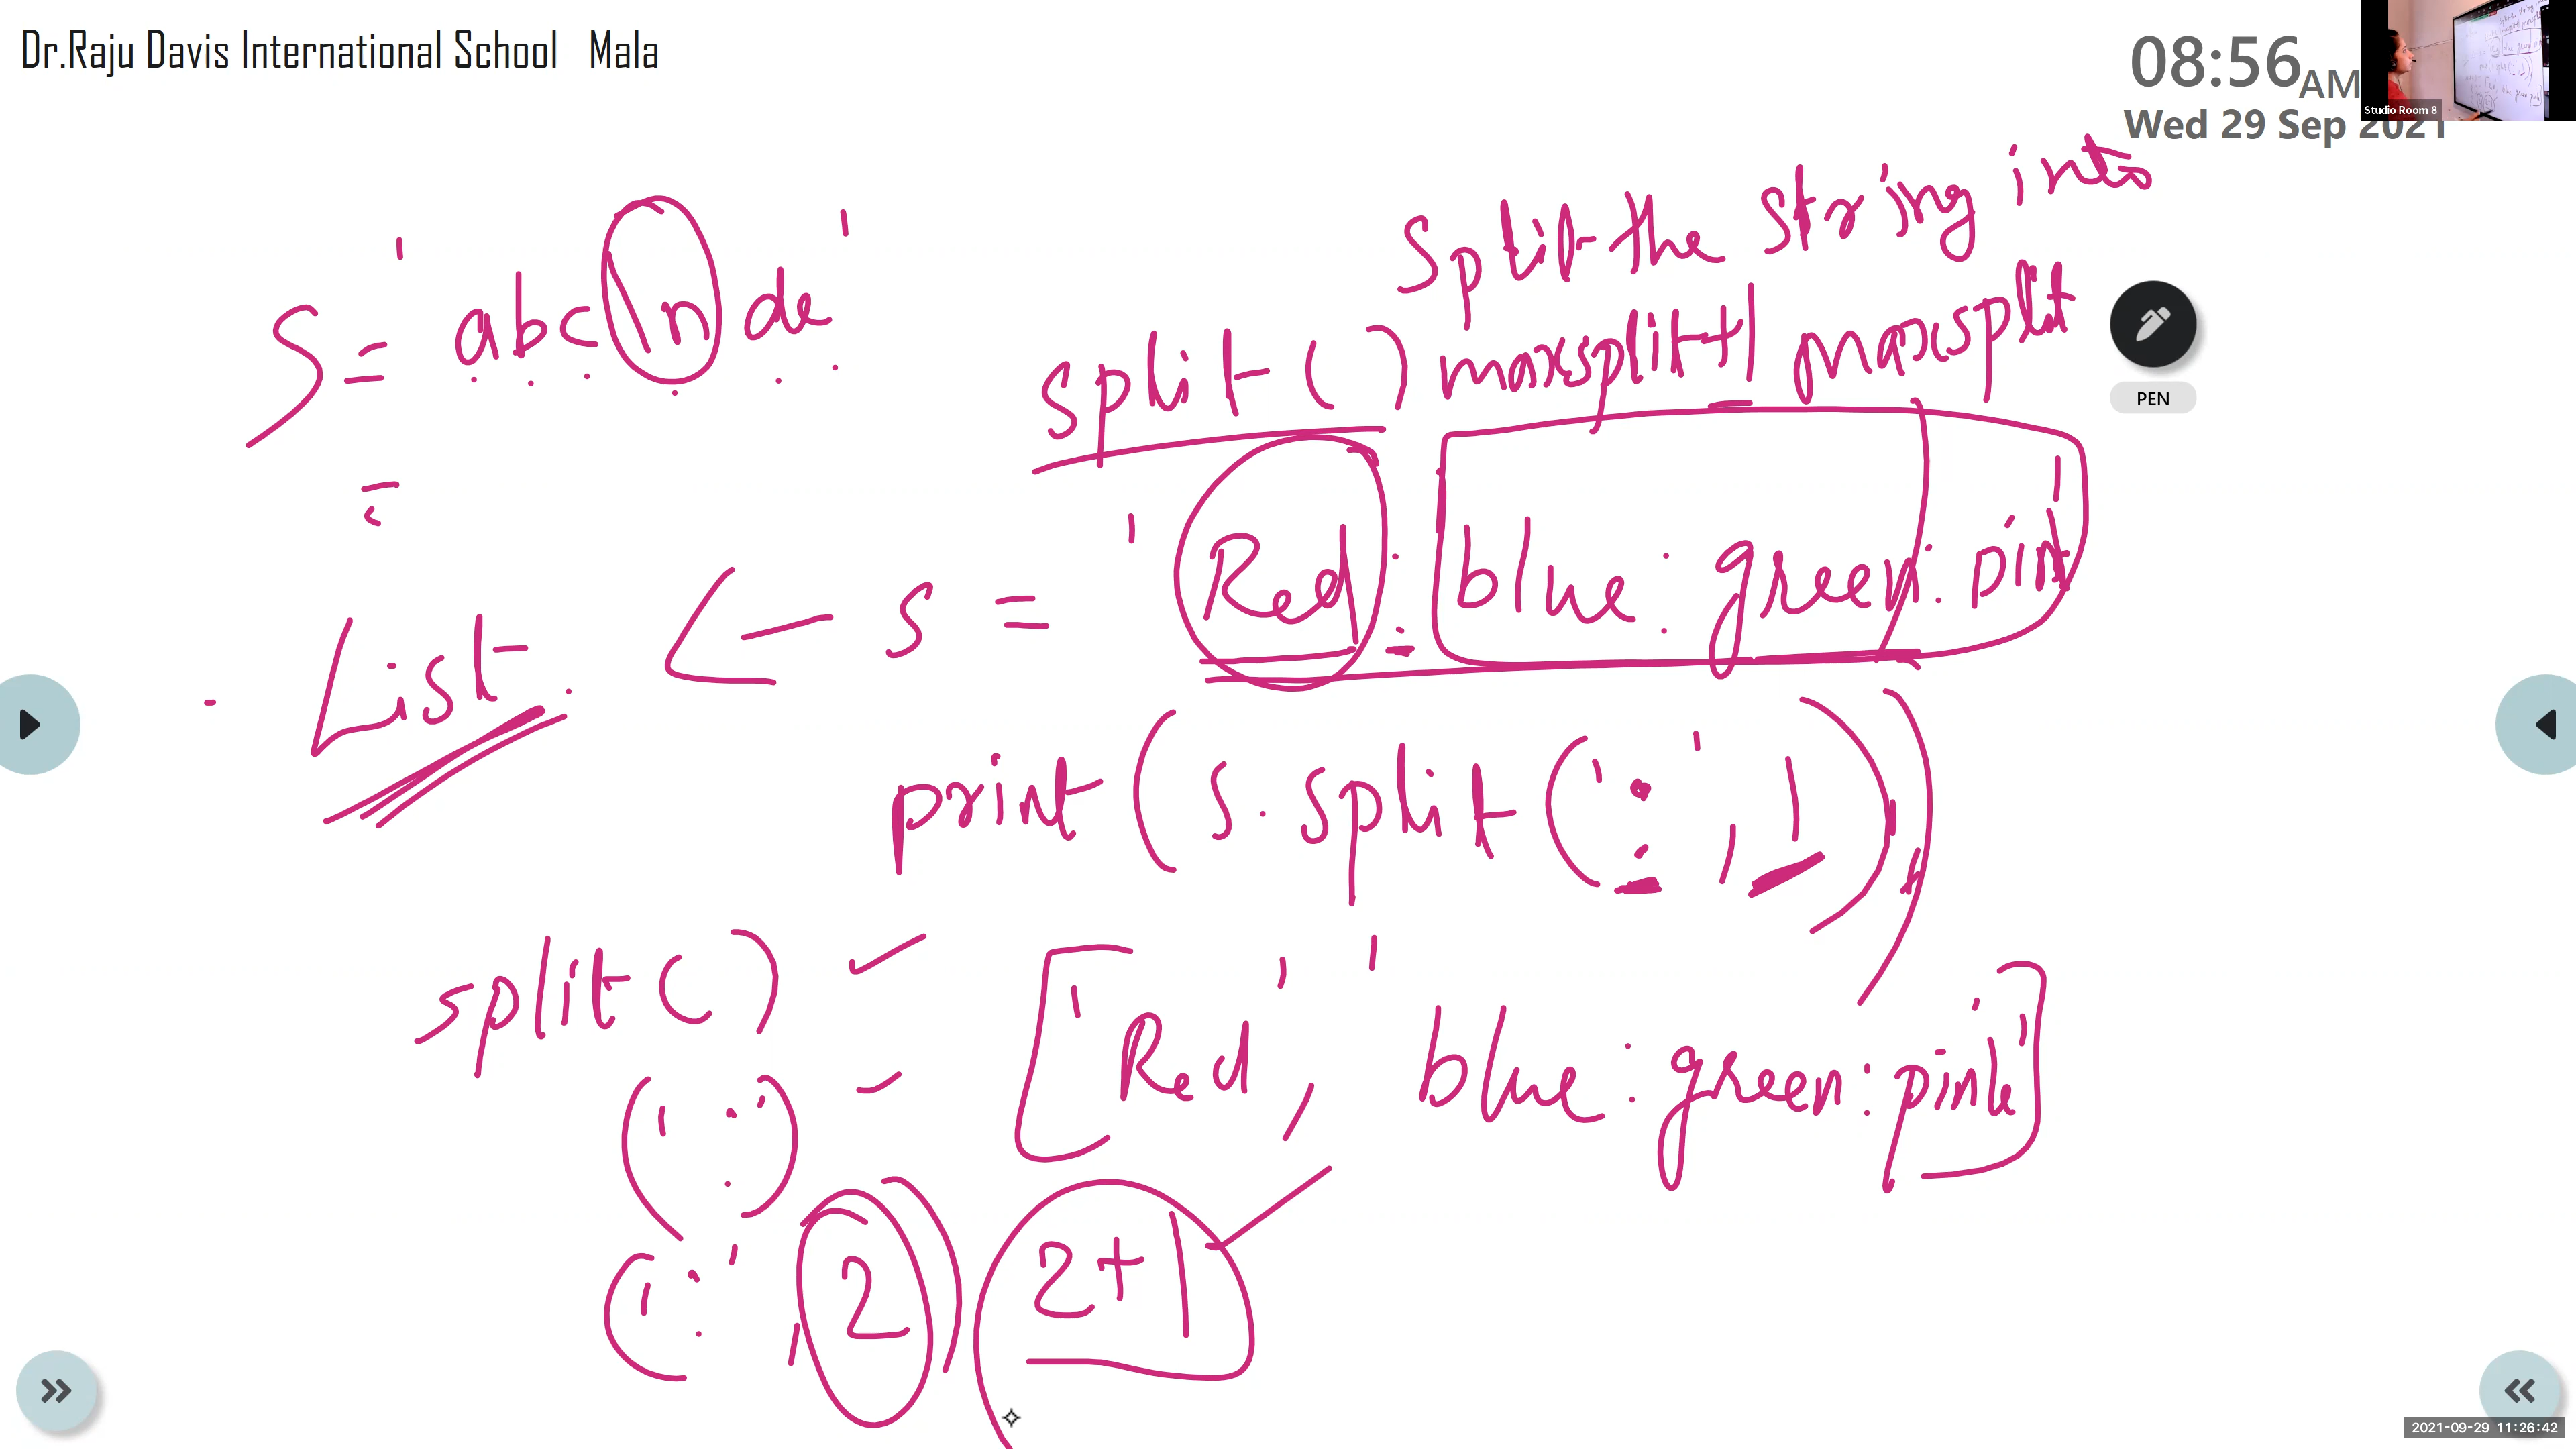 Dr.Raju Davis International School Mala
08:56 AM
Wed 29 Sep 2021
Studio Room 8
PEN
S = 'abc\nde'
Split the string into
split() maxsplit+1 maxsplit
List. ← s = 'Red:blue:green:pink'
print(s.split(':',1))
split() - ['Red', 'blue:green:pink']
(':') -
(':',2) 2+1
2021-09-29 11:26:42